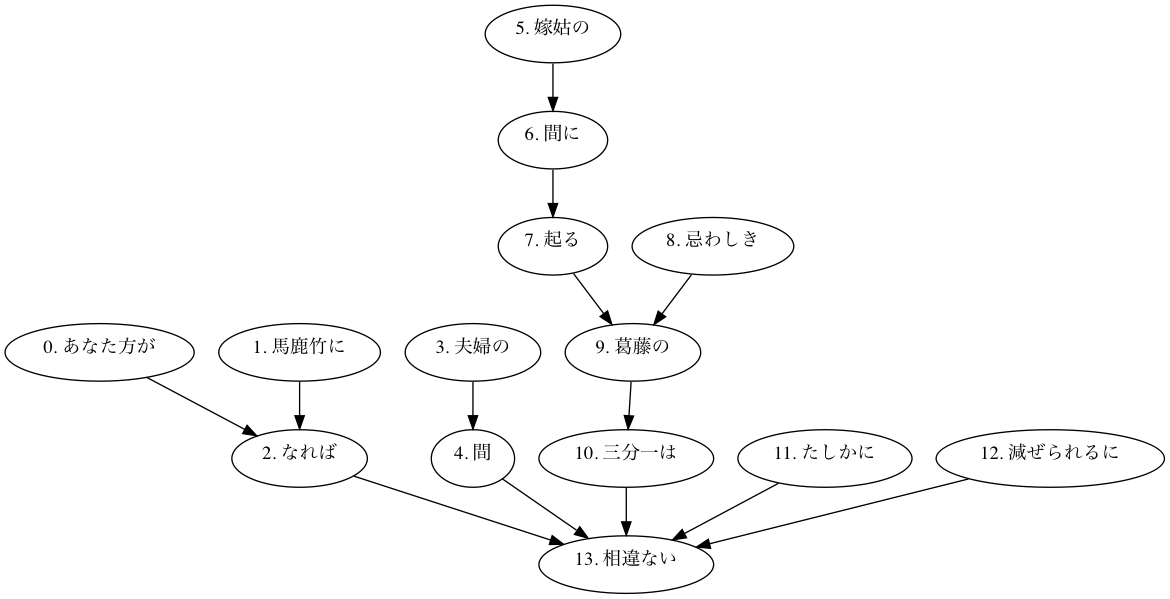 5. 嫁姑の
6. 間に
7. 起る
8. 忌わしき
0. あなた方が
1. 馬鹿竹に
3. 夫婦の
9. 葛藤の
2. なれば
4. 間
10. 三分一は
11. たしかに
12. 減ぜられるに
13. 相違ない